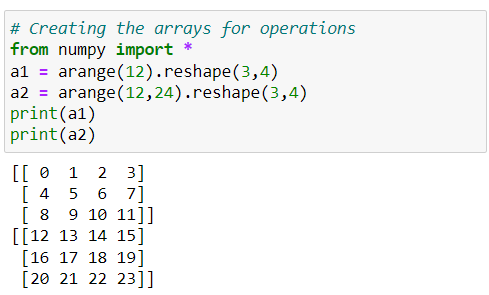 # Creating the arrays for operations
from numpy import *
a1 = arange(12).reshape(3,4)
a2 = arange(12,24).reshape(3,4)
print(a1)
print(a2)
[[ 0  1  2  3]
 [ 4  5  6  7]
 [ 8  9 10 11]]
[[12 13 14 15]
 [16 17 18 19]
 [20 21 22 23]]